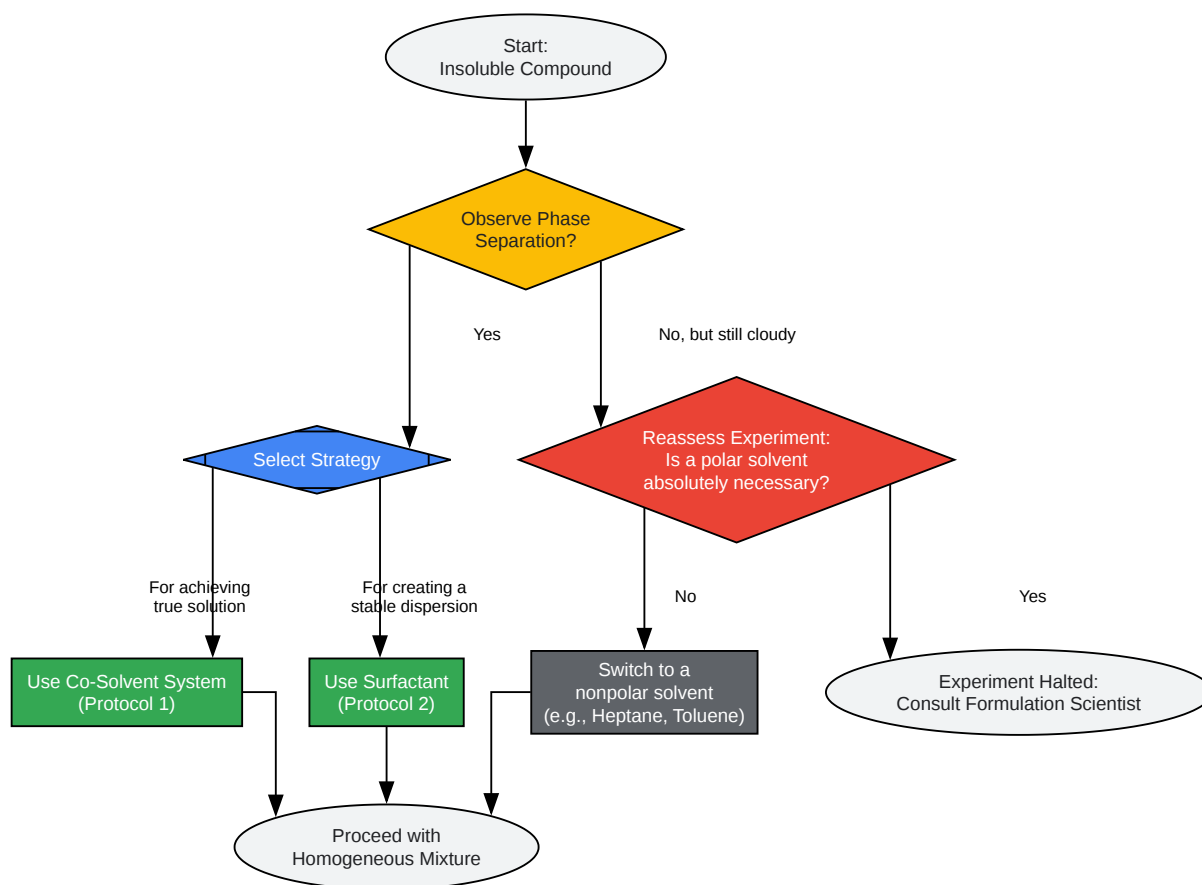 Start:
Insoluble Compound
Observe Phase
Separation?
Yes
No, but still cloudy
Select Strategy
Reassess Experiment:
Is a polar solvent
absolutely necessary?
For achieving
true solution
For creating a
stable dispersion
No
Yes
Use Co-Solvent System
(Protocol 1)
Use Surfactant
(Protocol 2)
Switch to a
nonpolar solvent
(e.g., Heptane, Toluene)
Experiment Halted:
Consult Formulation Scientist
Proceed with
Homogeneous Mixture